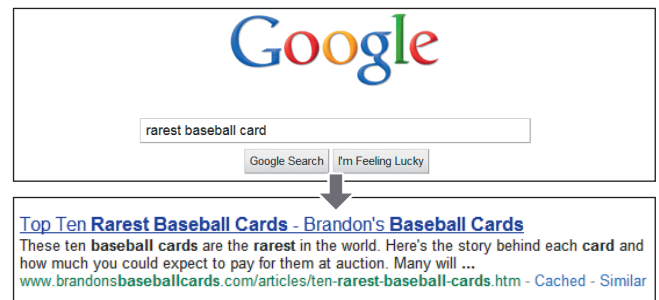 Google
rarest baseball card
Google Search I'm Feeling Lucky
Top Ten Rarest Baseball Cards - Brandon's Baseball Cards
These ten baseball cards are the rarest in the world. Here's the story behind each card and
how much you could expect to pay for them at auction. Many will ...
www.brandonsbaseballcards.com/articles/ten-rarest-baseball-cards.htm - Cached - Similar